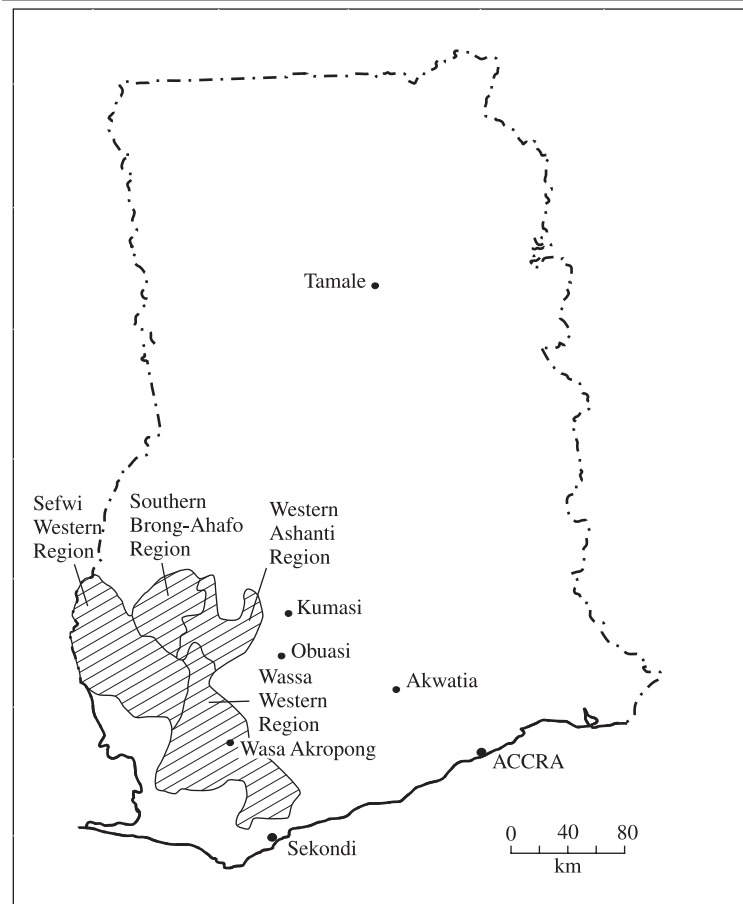 Tamale
Sefwi
Western
Region
Southern
Brong-Ahafo
Region
Western
Ashanti
Region
Kumasi
Obuasi
Wassa
Western
Region
Akwatia
Wasa Akropong
ACCRA
Sekondi
0 40 80
km